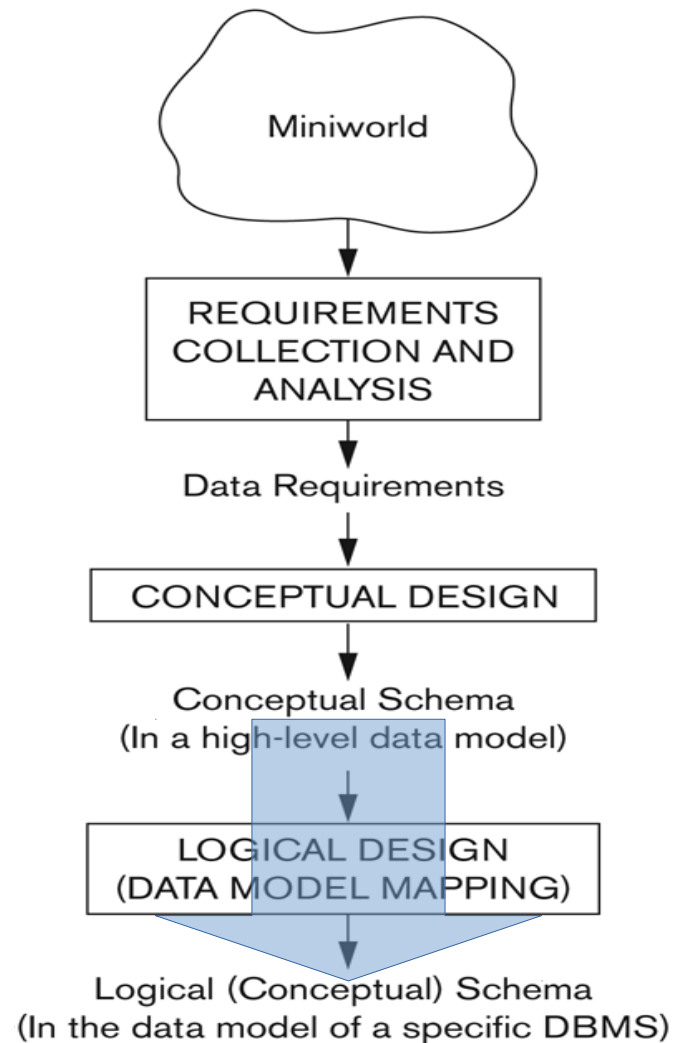 Miniworld
REQUIREMENTS
COLLECTION AND
ANALYSIS
Data Requirements
CONCEPTUAL DESIGN
Conceptual Schema
(In a high-level data model)
LOGICAL DESIGN
(DATA MODEL MAPPING)
Logical (Conceptual) Schema
(In the data model of a specific DBMS)